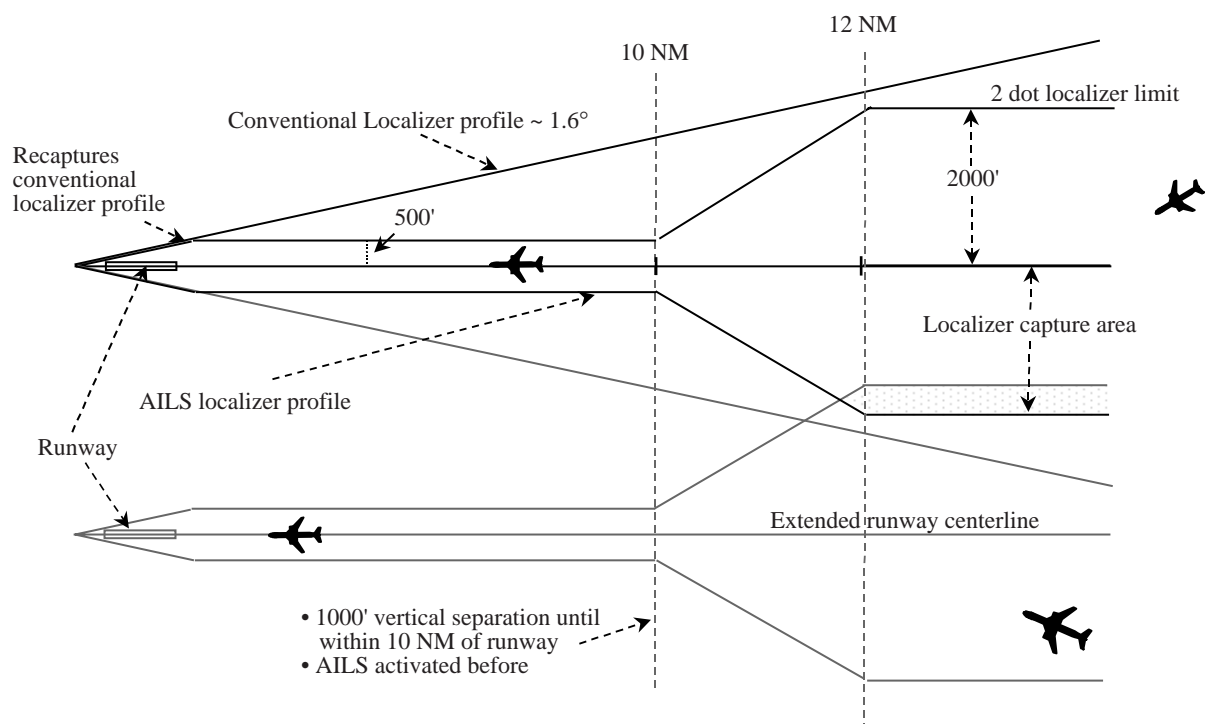 12 NM
10 NM
2 dot localizer limit
Conventional Localizer profile ~ 1.6°
Recaptures
conventional
localizer profile
2000'
500'
Localizer capture area
AILS localizer profile
Runway
Extended runway centerline
• 1000' vertical separation until
within 10 NM of runway
• AILS activated before